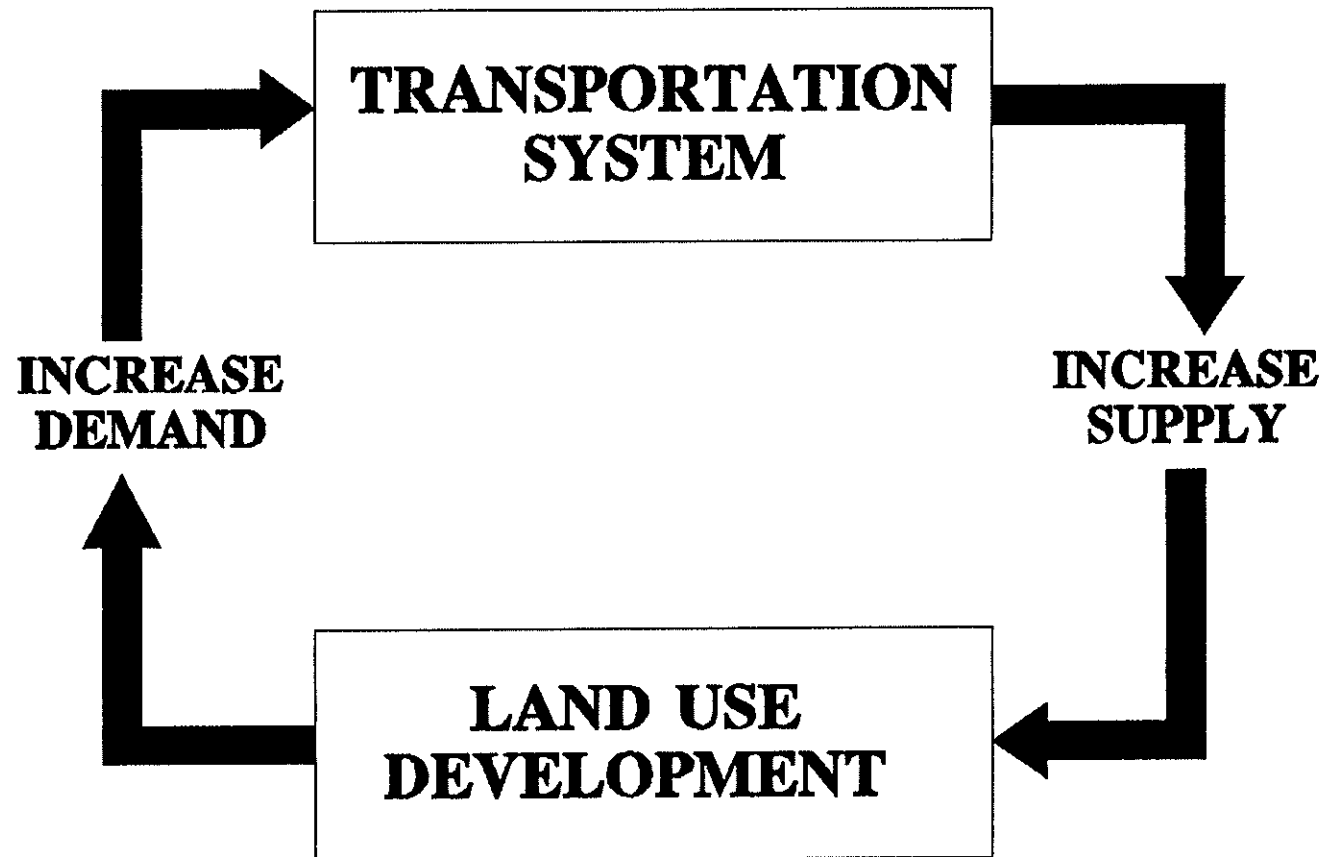 TRANSPORTATION
SYSTEM
INCREASE
DEMAND
INCREASE
SUPPLY
LAND USE
DEVELOPMENT